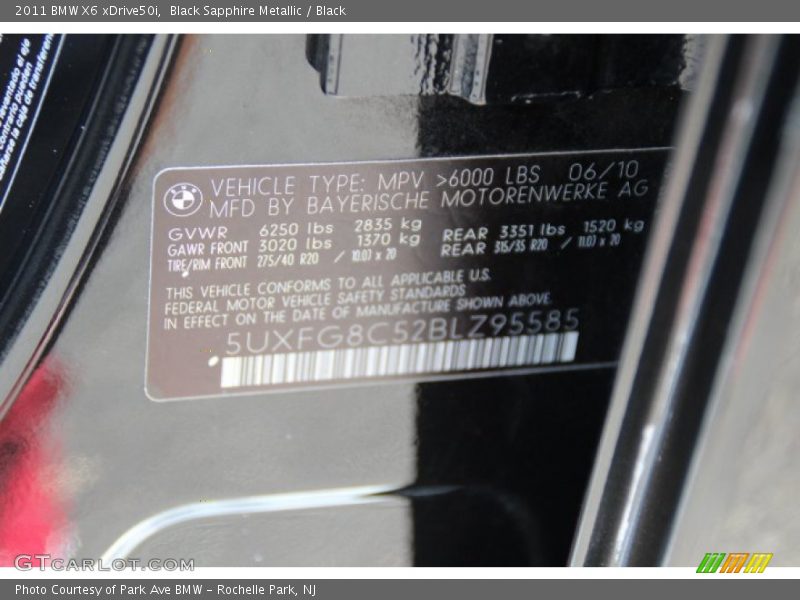 2011 BMW X6 xDrive50i, Black Sapphire Metallic / Black
VEHICLE TYPE: MPV >6000 LBS 06/10
MFD BY BAYERISCHE MOTORENWERKE AG
GVWR 6250 lbs 2835 kg
GAWR FRONT 3020 lbs 1370 kg REAR 3351 lbs 1520 kg
TIRE/RIM FRONT 275/40 R20 / 10.0J x 20 REAR 315/35 R20 / 11.0J x 20
THIS VEHICLE CONFORMS TO ALL APPLICABLE U.S.
FEDERAL MOTOR VEHICLE SAFETY STANDARDS
IN EFFECT ON THE DATE OF MANUFACTURE SHOWN ABOVE.
5UXFG8C52BLZ95585
GTCARLOT.COM
Photo Courtesy of Park Ave BMW - Rochelle Park, NJ